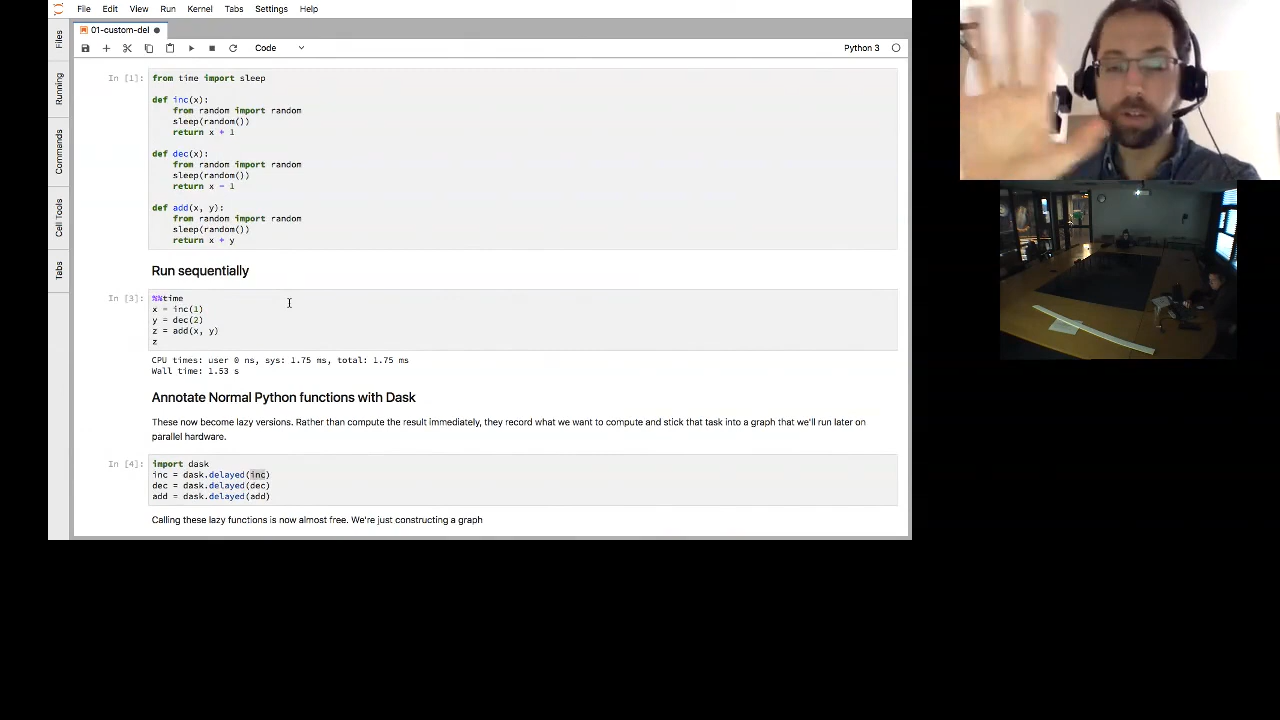 File Edit View Run Kernel Tabs Settings Help
01-custom-del
Code
Python 3
Files
Running
Commands
Cell Tools
Tabs
In [1]:
from time import sleep
def inc(x):
from random import random
sleep(random())
return x + 1
def dec(x):
from random import random
sleep(random())
return x - 1
def add(x, y):
from random import random
sleep(random())
return x + y
Run sequentially
In [3]:
%%time
x = inc(1)
y = dec(2)
z = add(x, y)
z
CPU times: user 0 ns, sys: 1.75 ms, total: 1.75 ms
Wall time: 1.53 s
Annotate Normal Python functions with Dask
These now become lazy versions. Rather than compute the result immediately, they record what we want to compute and stick that task into a graph that we'll run later on
parallel hardware.
In [4]:
import dask
inc = dask.delayed(inc)
dec = dask.delayed(dec)
add = dask.delayed(add)
Calling these lazy functions is now almost free. We're just constructing a graph